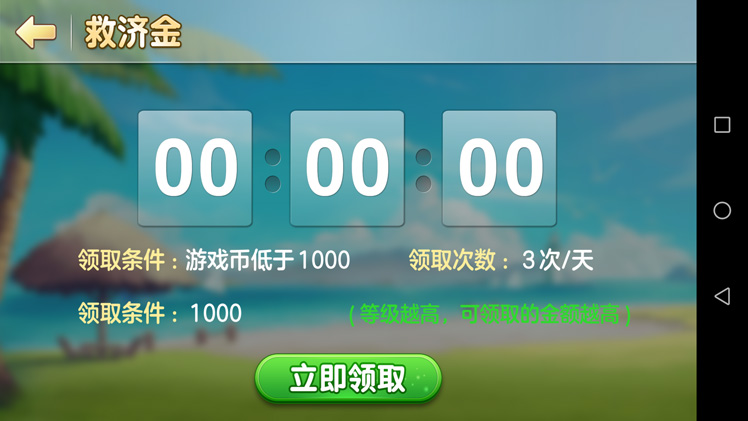 救济金
00:00:00
领取条件：游戏币低于1000 领取次数：3次/天
领取条件：1000 (等级越高，可领取的金额越高)
立即领取